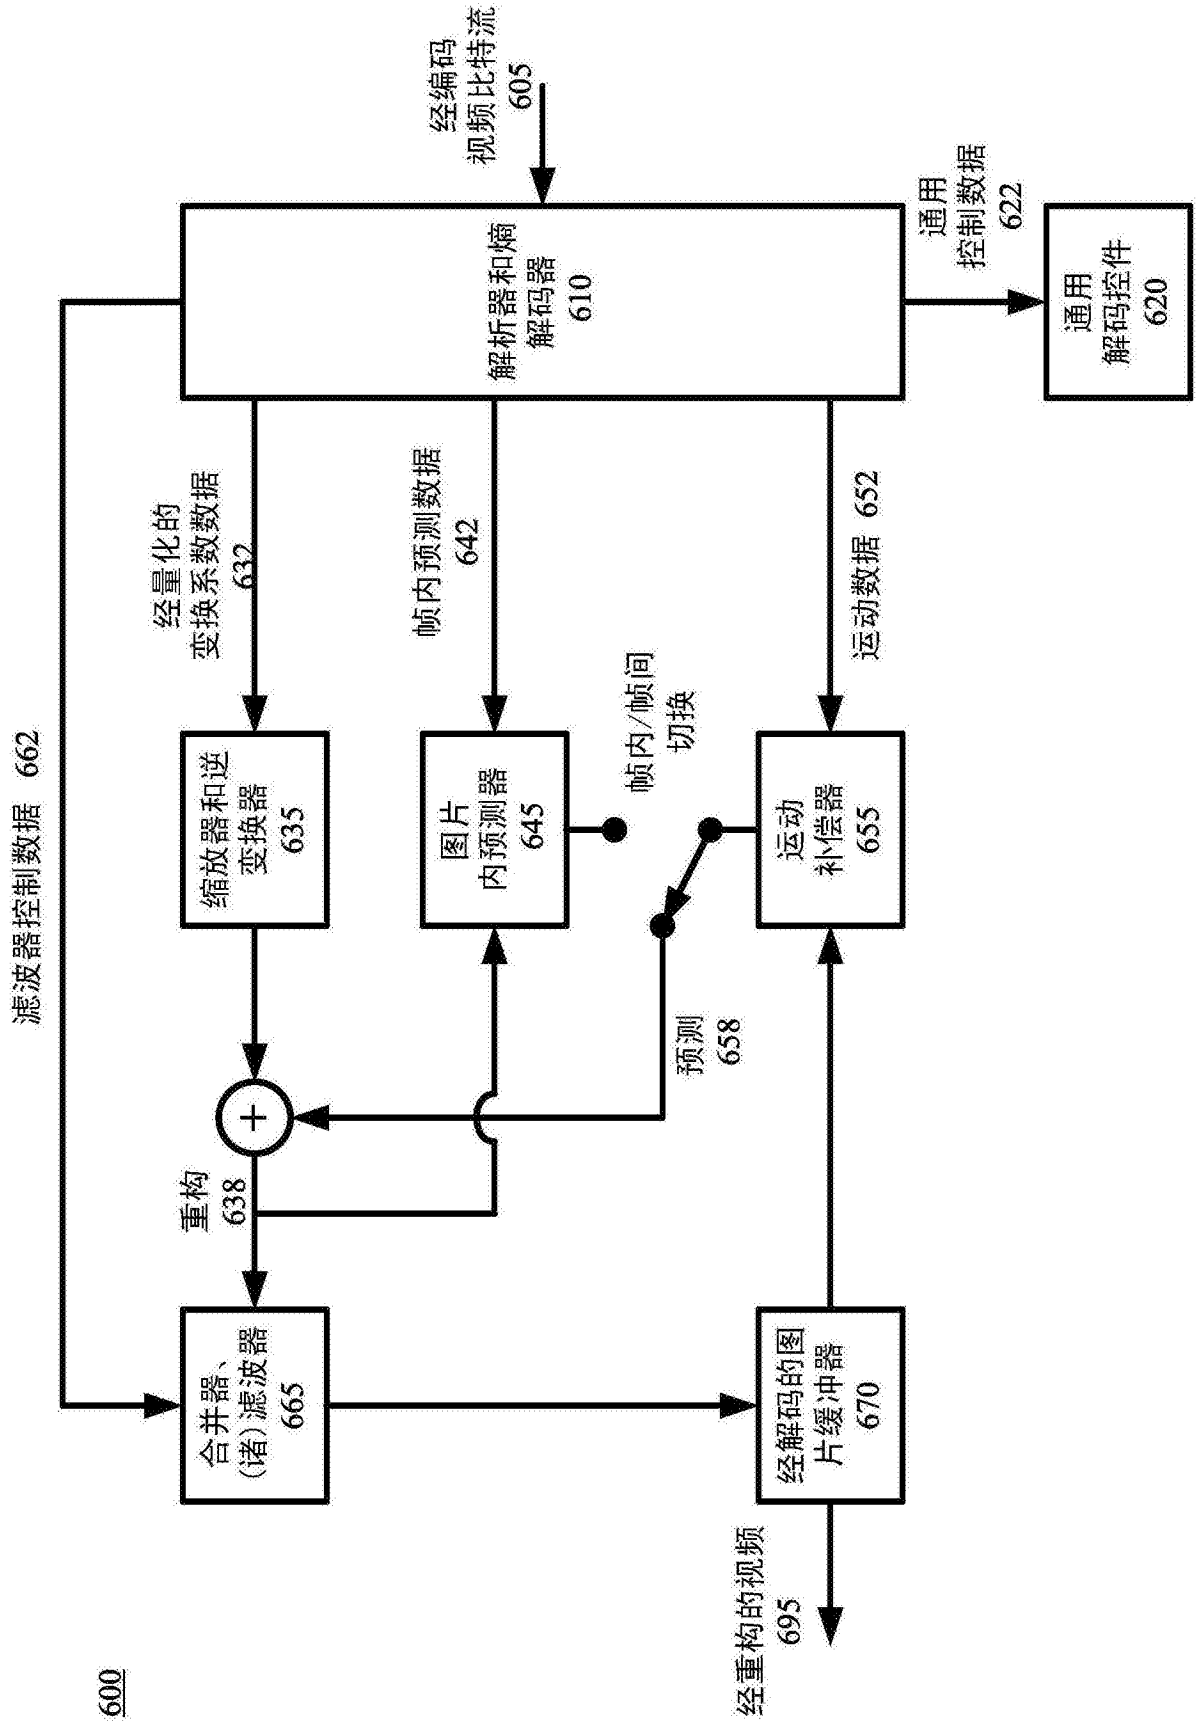 600
经编码
视频比特流
605
解析器和熵
解码器
610
通用
控制数据
622
通用
解码控件
620
滤波器控制数据 662
经量化的
变换系数数据
632
帧内预测数据
642
运动数据 652
缩放器和逆
变换器
635
图片
内预测器
645
帧内/帧间
切换
运动
补偿器
655
+
预测
658
重构
638
合并器、
(诸)滤波器
665
经解码的图
片缓冲器
670
经重构的视频
695